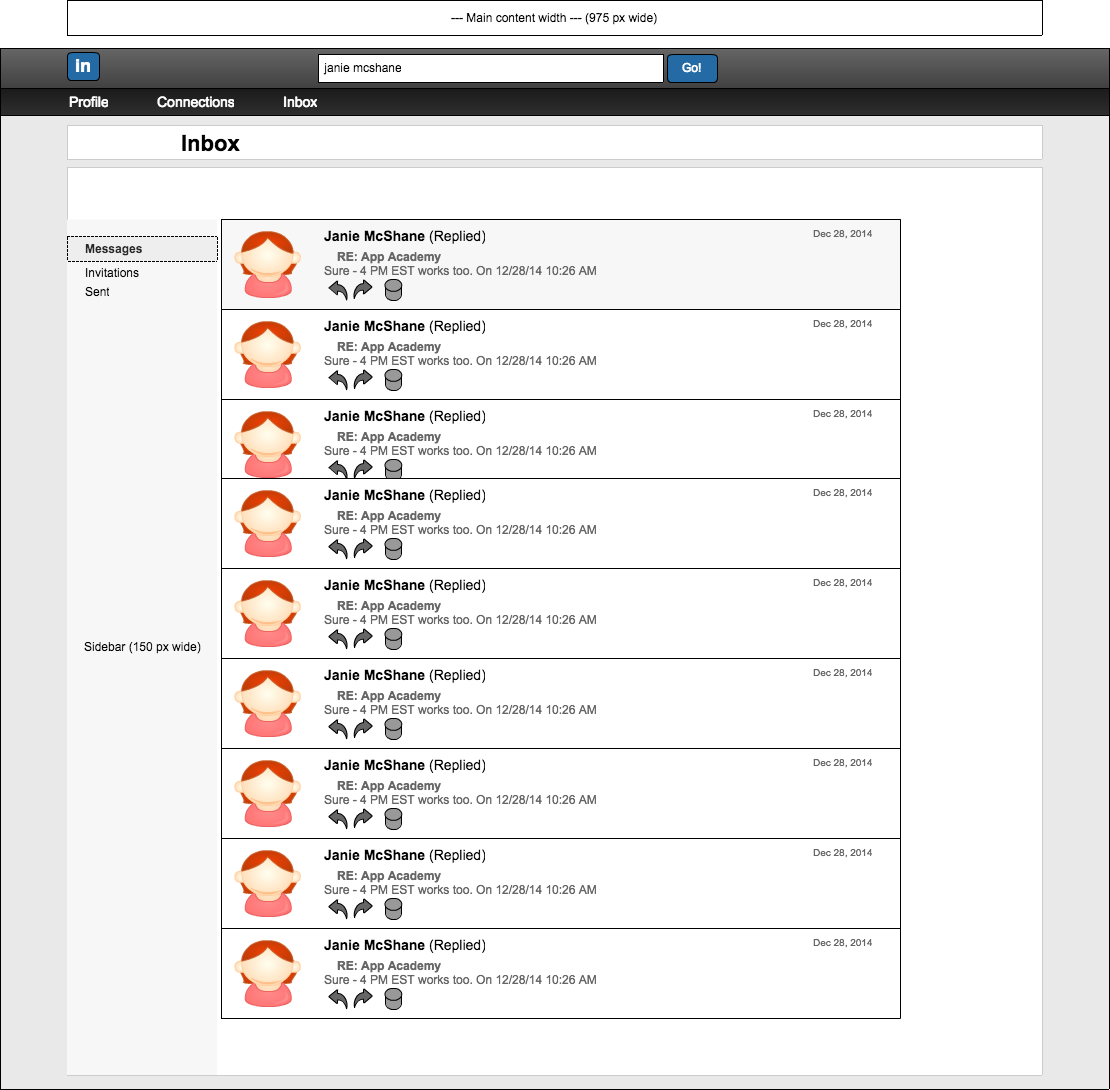 --- Main content width --- (975 px wide)
in
janie mcshane
Go!
Profile Connections Inbox
Inbox
Messages
Invitations
Sent
Sidebar (150 px wide)
Janie McShane (Replied) Dec 28, 2014
RE: App Academy
Sure - 4 PM EST works too. On 12/28/14 10:26 AM
Janie McShane (Replied) Dec 28, 2014
RE: App Academy
Sure - 4 PM EST works too. On 12/28/14 10:26 AM
Janie McShane (Replied) Dec 28, 2014
RE: App Academy
Sure - 4 PM EST works too. On 12/28/14 10:26 AM
Janie McShane (Replied) Dec 28, 2014
RE: App Academy
Sure - 4 PM EST works too. On 12/28/14 10:26 AM
Janie McShane (Replied) Dec 28, 2014
RE: App Academy
Sure - 4 PM EST works too. On 12/28/14 10:26 AM
Janie McShane (Replied) Dec 28, 2014
RE: App Academy
Sure - 4 PM EST works too. On 12/28/14 10:26 AM
Janie McShane (Replied) Dec 28, 2014
RE: App Academy
Sure - 4 PM EST works too. On 12/28/14 10:26 AM
Janie McShane (Replied) Dec 28, 2014
RE: App Academy
Sure - 4 PM EST works too. On 12/28/14 10:26 AM
Janie McShane (Replied) Dec 28, 2014
RE: App Academy
Sure - 4 PM EST works too. On 12/28/14 10:26 AM